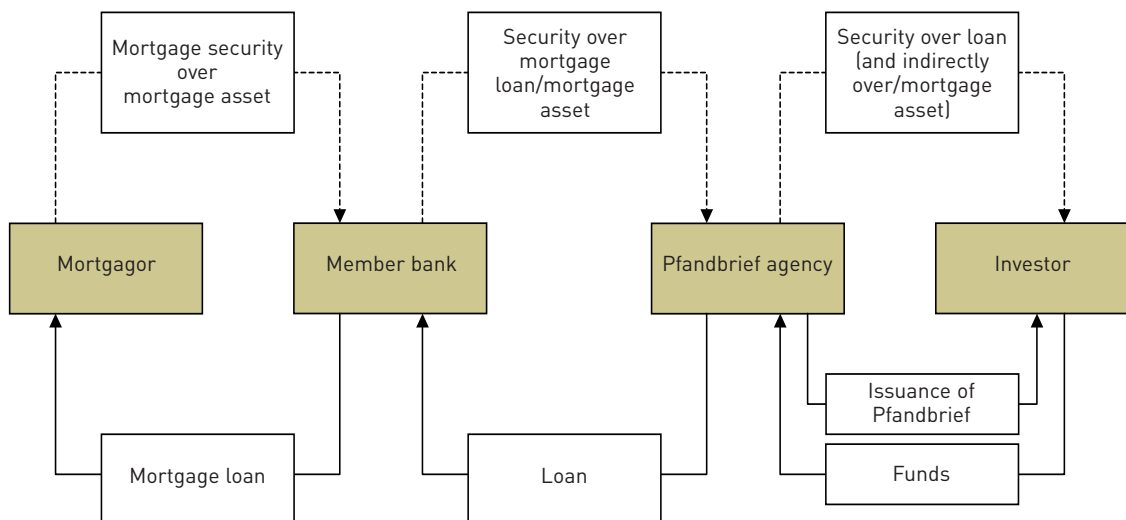 Mortgage security
over
mortgage asset
Security over
mortgage
loan/mortgage
asset
Security over loan
(and indirectly
over/mortgage
asset)
Mortgagor
Member bank
Pfandbrief agency
Investor
Issuance of
Pfandbrief
Mortgage loan
Loan
Funds